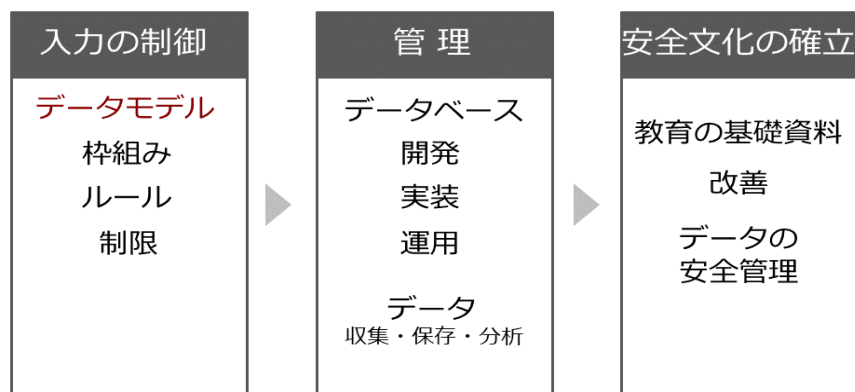 入力の制御
データモデル
枠組み
ルール
制限
管 理
データベース
開発
実装
運用
データ
収集・保存・分析
安全文化の確立
教育の基礎資料
改善
データの
安全管理